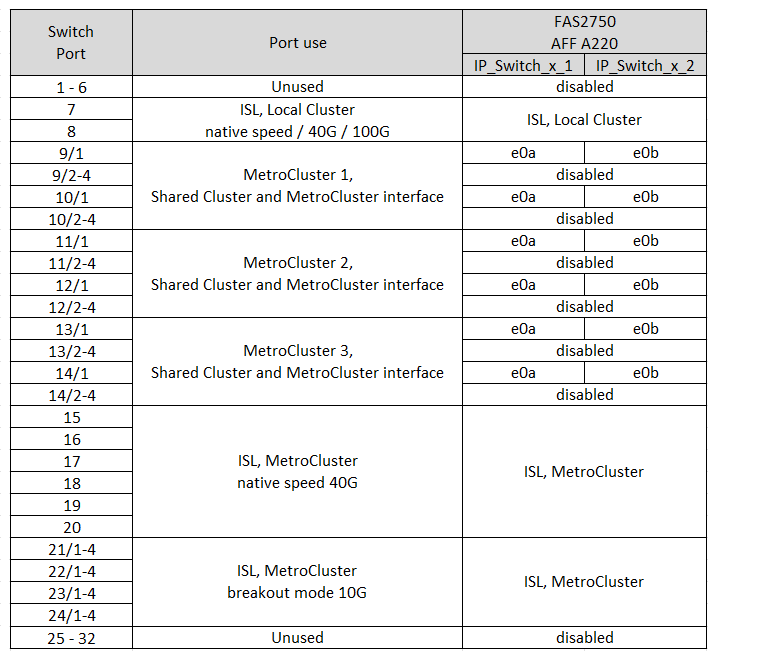 Switch
Port
Port use
FAS2750
AFF A220
IP_Switch_x_1 IP_Switch_x_2
1 - 6 Unused disabled
7
8
ISL, Local Cluster
native speed / 40G / 100G
ISL, Local Cluster
9/1 e0a e0b
9/2-4 disabled
10/1 e0a e0b
10/2-4 disabled
MetroCluster 1,
Shared Cluster and MetroCluster interface
11/1 e0a e0b
11/2-4 disabled
12/1 e0a e0b
12/2-4 disabled
MetroCluster 2,
Shared Cluster and MetroCluster interface
13/1 e0a e0b
13/2-4 disabled
14/1 e0a e0b
14/2-4 disabled
MetroCluster 3,
Shared Cluster and MetroCluster interface
15
16
17
18
19
20
ISL, MetroCluster
native speed 40G
ISL, MetroCluster
21/1-4
22/1-4
23/1-4
24/1-4
ISL, MetroCluster
breakout mode 10G
ISL, MetroCluster
25 - 32 Unused disabled